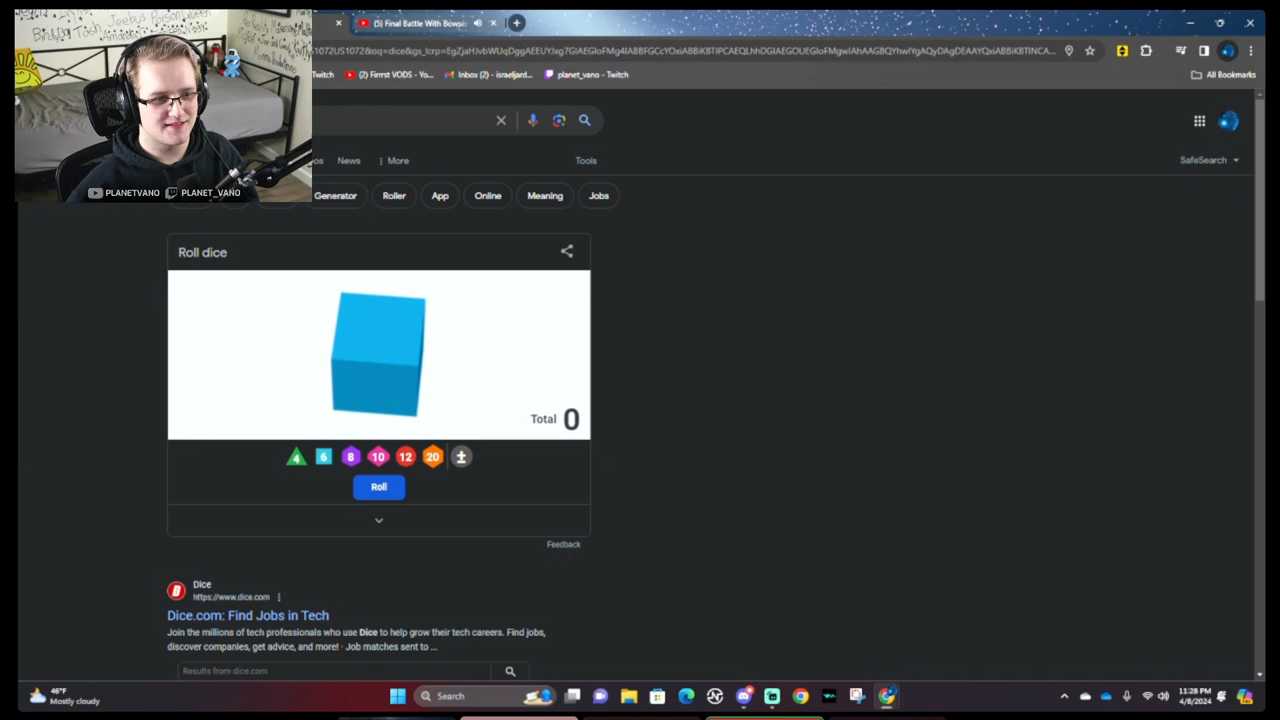 (5) Final Battle With Bowse
Twitch
(2) Firrrst VODS - Yo...
Inbox (2) - israeljard...
planet_vano - Twitch
All Bookmarks
PLANETVANO PLANET_VANO
News
More
Tools
SafeSearch
Generator
Roller
App
Online
Meaning
Jobs
Roll dice
Total 0
4 6 8 10 12 20 ±
Roll
Feedback
Dice
https://www.dice.com
Dice.com: Find Jobs in Tech
Join the millions of tech professionals who use Dice to help grow their tech careers. Find jobs,
discover companies, get advice, and more! · Job matches sent to ...
Results from dice.com
46°F
Mostly cloudy
Search
11:28 PM
4/8/2024